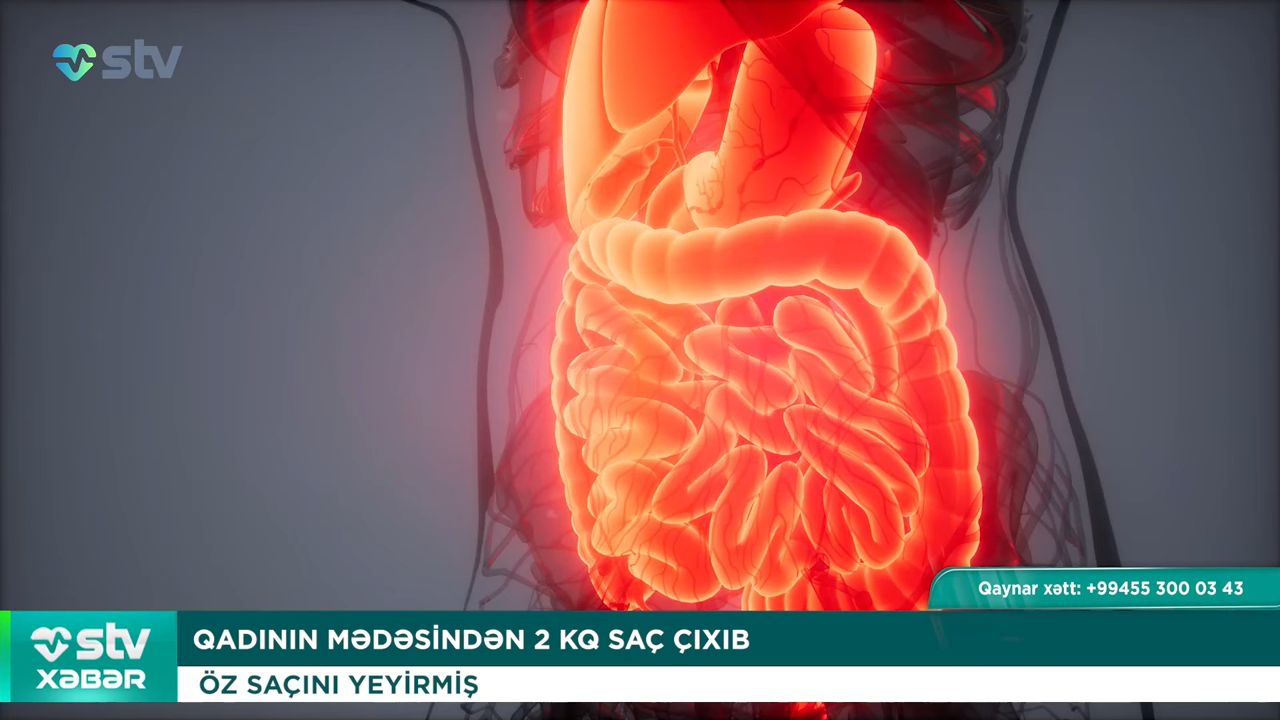 stv
Qaynar xətt: +99455 300 03 43
stv
XƏBƏR
QADININ MƏDƏSİNDƏN 2 KQ SAÇ ÇIXIB
ÖZ SAÇINI YEYİRMİŞ